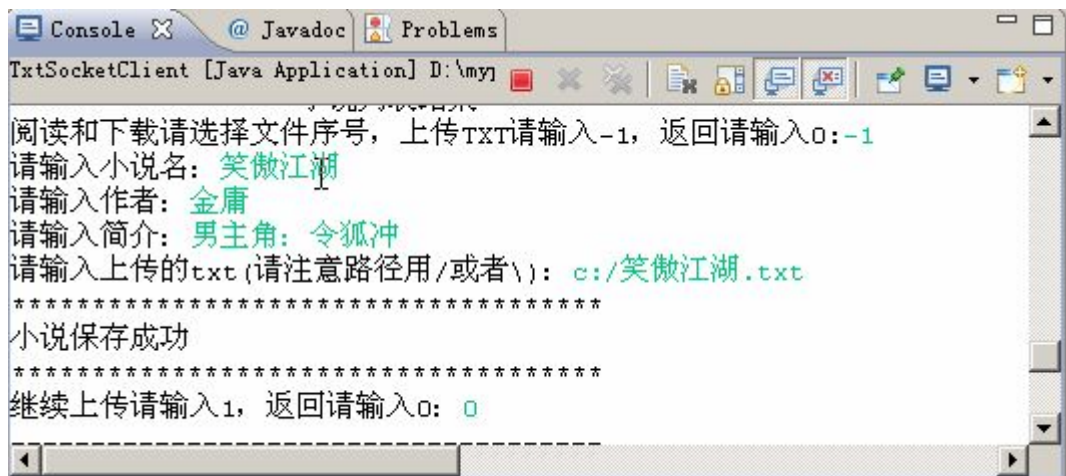 Console @ Javadoc Problems
TxtSocketClient [Java Application] D:\myj
阅读和下载请选择文件序号，上传TXT请输入-1，返回请输入0:-1
请输入小说名：笑傲江湖
请输入作者：金庸
请输入简介：男主角：令狐冲
请输入上传的txt(请注意路径用/或者\)：c:/笑傲江湖.txt
*************************************
小说保存成功
*************************************
继续上传请输入1，返回请输入0：0
-------------------------------------